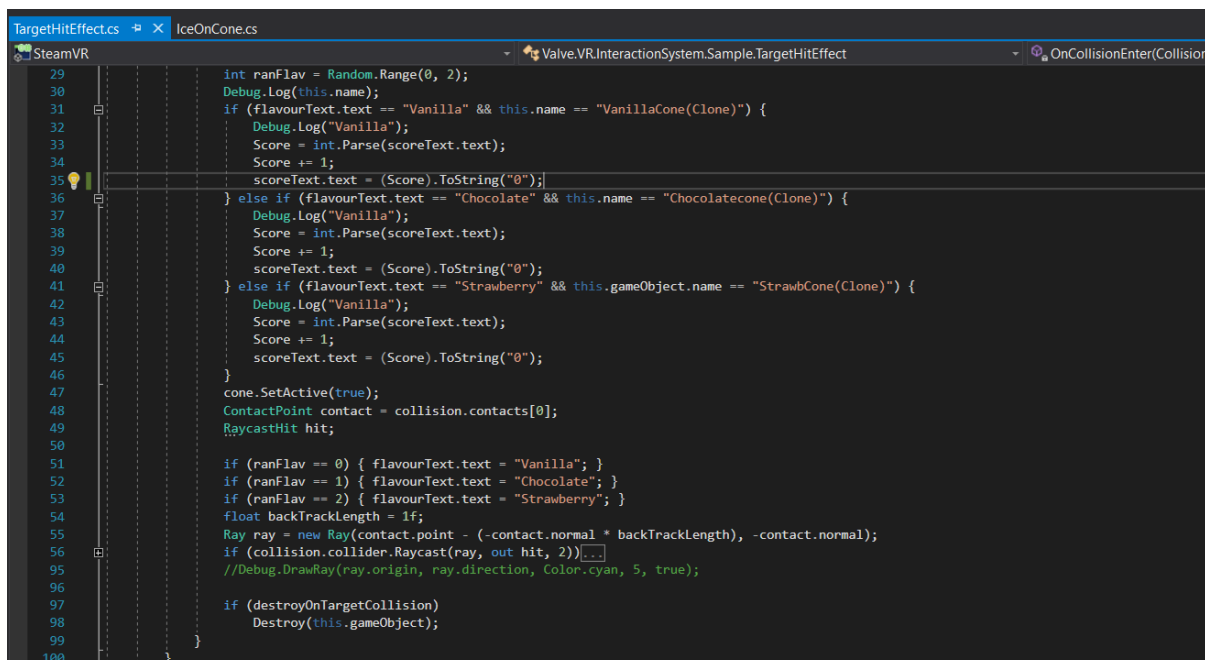 TargetHitEffect.cs IceOnCone.cs
SteamVR Valve.VR.InteractionSystem.Sample.TargetHitEffect OnCollisionEnter(Collision
29 int ranFlav = Random.Range(0, 2);
30 Debug.Log(this.name);
31 if (flavourText.text == "Vanilla" && this.name == "VanillaCone(Clone)") {
32 Debug.Log("Vanilla");
33 Score = int.Parse(scoreText.text);
34 Score += 1;
35 scoreText.text = (Score).ToString("0");
36 } else if (flavourText.text == "Chocolate" && this.name == "Chocolatecone(Clone)") {
37 Debug.Log("Vanilla");
38 Score = int.Parse(scoreText.text);
39 Score += 1;
40 scoreText.text = (Score).ToString("0");
41 } else if (flavourText.text == "Strawberry" && this.gameObject.name == "StrawbCone(Clone)") {
42 Debug.Log("Vanilla");
43 Score = int.Parse(scoreText.text);
44 Score += 1;
45 scoreText.text = (Score).ToString("0");
46 }
47 cone.SetActive(true);
48 ContactPoint contact = collision.contacts[0];
49 RaycastHit hit;
50
51 if (ranFlav == 0) { flavourText.text = "Vanilla"; }
52 if (ranFlav == 1) { flavourText.text = "Chocolate"; }
53 if (ranFlav == 2) { flavourText.text = "Strawberry"; }
54 float backTrackLength = 1f;
55 Ray ray = new Ray(contact.point - (-contact.normal * backTrackLength), -contact.normal);
56 if (collision.collider.Raycast(ray, out hit, 2))...
95 //Debug.DrawRay(ray.origin, ray.direction, Color.cyan, 5, true);
96
97 if (destroyOnTargetCollision)
98 Destroy(this.gameObject);
99 }
100 }